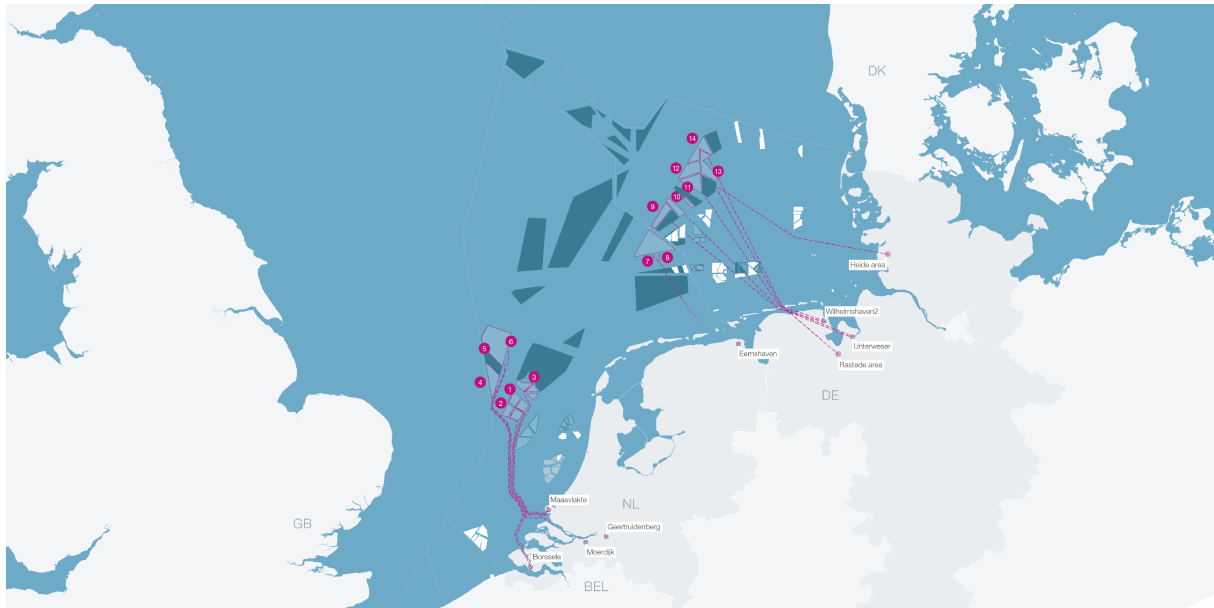 DK
14
12
13
11
10
9
7
8
Heide area
Wilhelmshaven2
Unterweser
Eemshaven
Rastede area
5
6
4
3
1
2
DE
Maasvlakte
NL
GB
Geertruidenberg
Moerdijk
Borssele
BEL